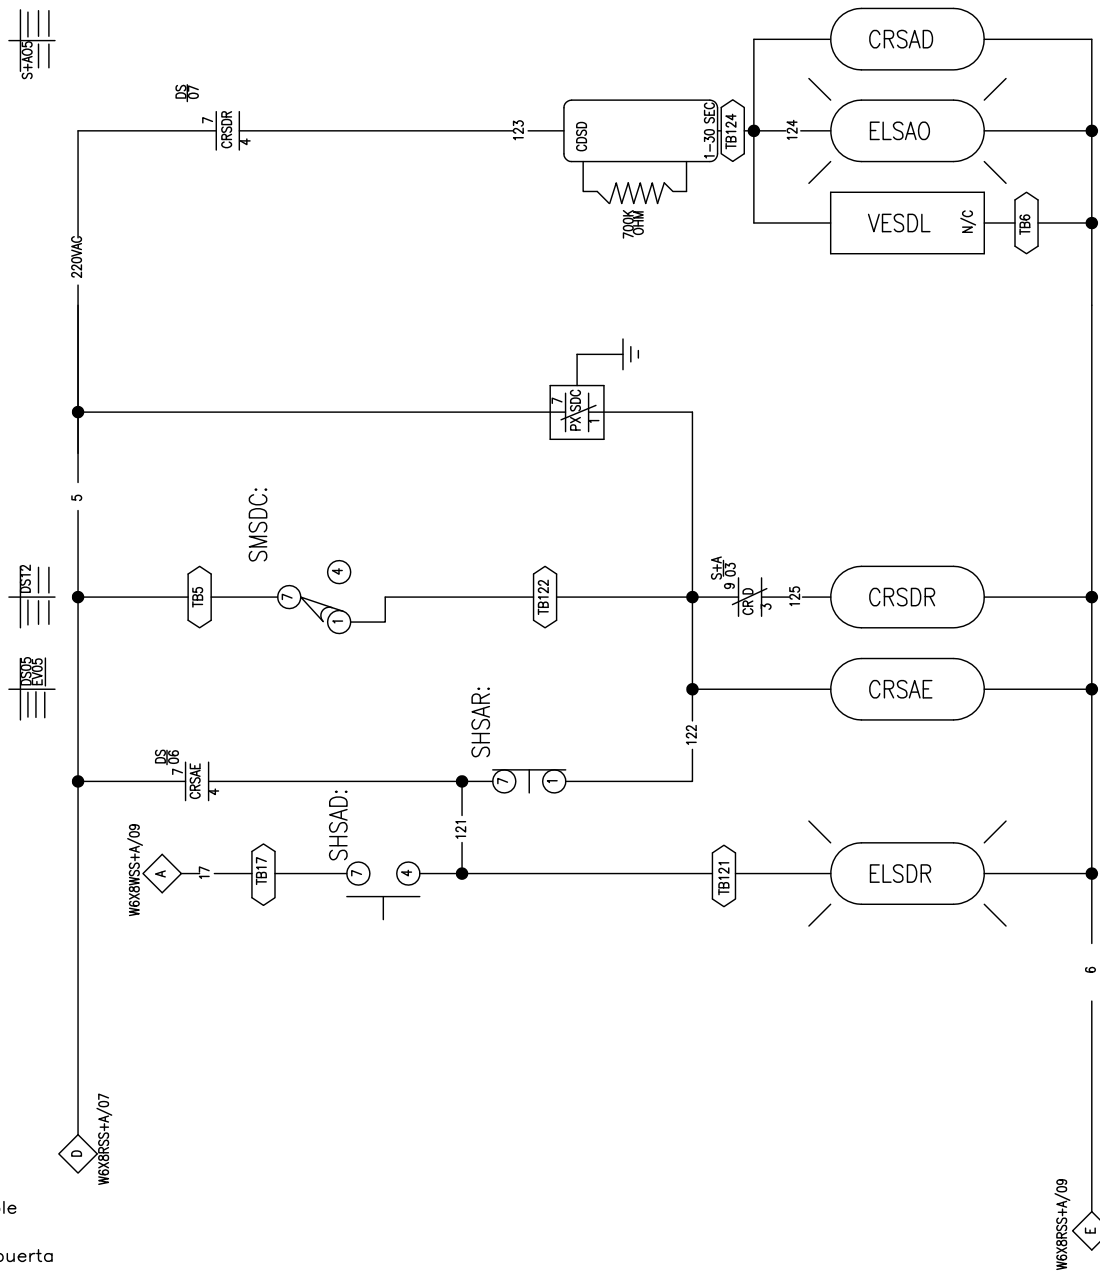 S+A05
DS
07
7
CRSDR
4
123
CDSD
1-30 SEC
700K
OHM
TB124
124
CRSAD
ELSAO
VESDL
N/C
TB6
220VAC
7
PX SDC
1
5
DS12
TB5
SMSDC:
7
4
1
TB122
S+A
9 03
CR D
3
125
CRSDR
DS05
EV05
CRSAE
DS
7 06
CRSAE
4
SHSAR:
7
1
122
W6X8WSS+A/09
A
17
TB17
SHSAD:
7
4
121
TB121
ELSDR
6
D
W6X8RSS+A/07
W6X8RSS+A/09
E
le
puerta